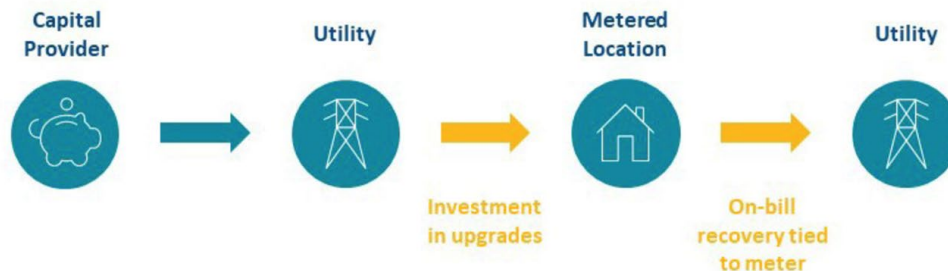 Capital
Provider
Utility
Metered
Location
Utility
Investment
in upgrades
On-bill
recovery tied
to meter